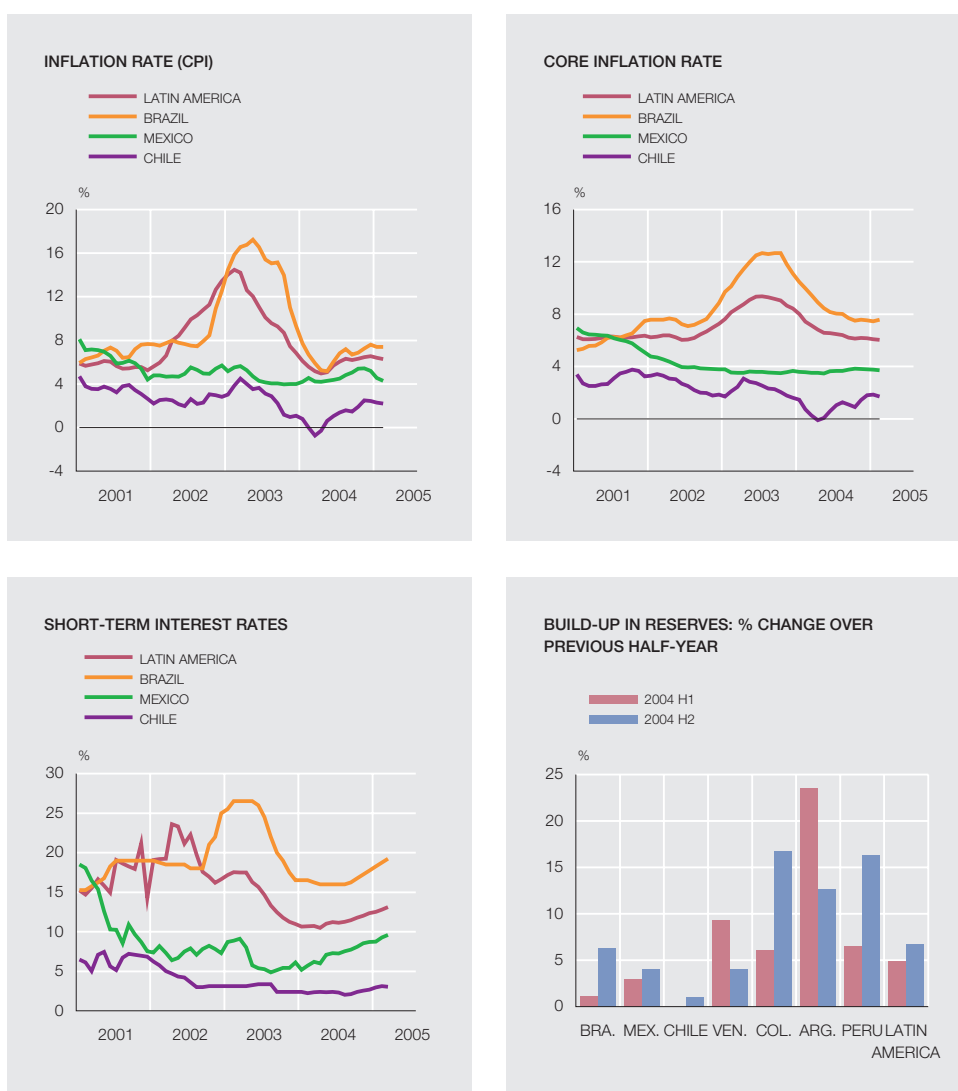 INFLATION RATE (CPI)
LATIN AMERICA
BRAZIL
MEXICO
CHILE
%
20
16
12
8
4
0
-4
2001 2002 2003 2004 2005
CORE INFLATION RATE
LATIN AMERICA
BRAZIL
MEXICO
CHILE
%
16
12
8
4
0
-4
2001 2002 2003 2004 2005
SHORT-TERM INTEREST RATES
LATIN AMERICA
BRAZIL
MEXICO
CHILE
%
30
25
20
15
10
5
0
2001 2002 2003 2004 2005
BUILD-UP IN RESERVES: % CHANGE OVER
PREVIOUS HALF-YEAR
2004 H1
2004 H2
%
25
20
15
10
5
0
BRA. MEX. CHILE VEN. COL. ARG. PERU LATIN
AMERICA